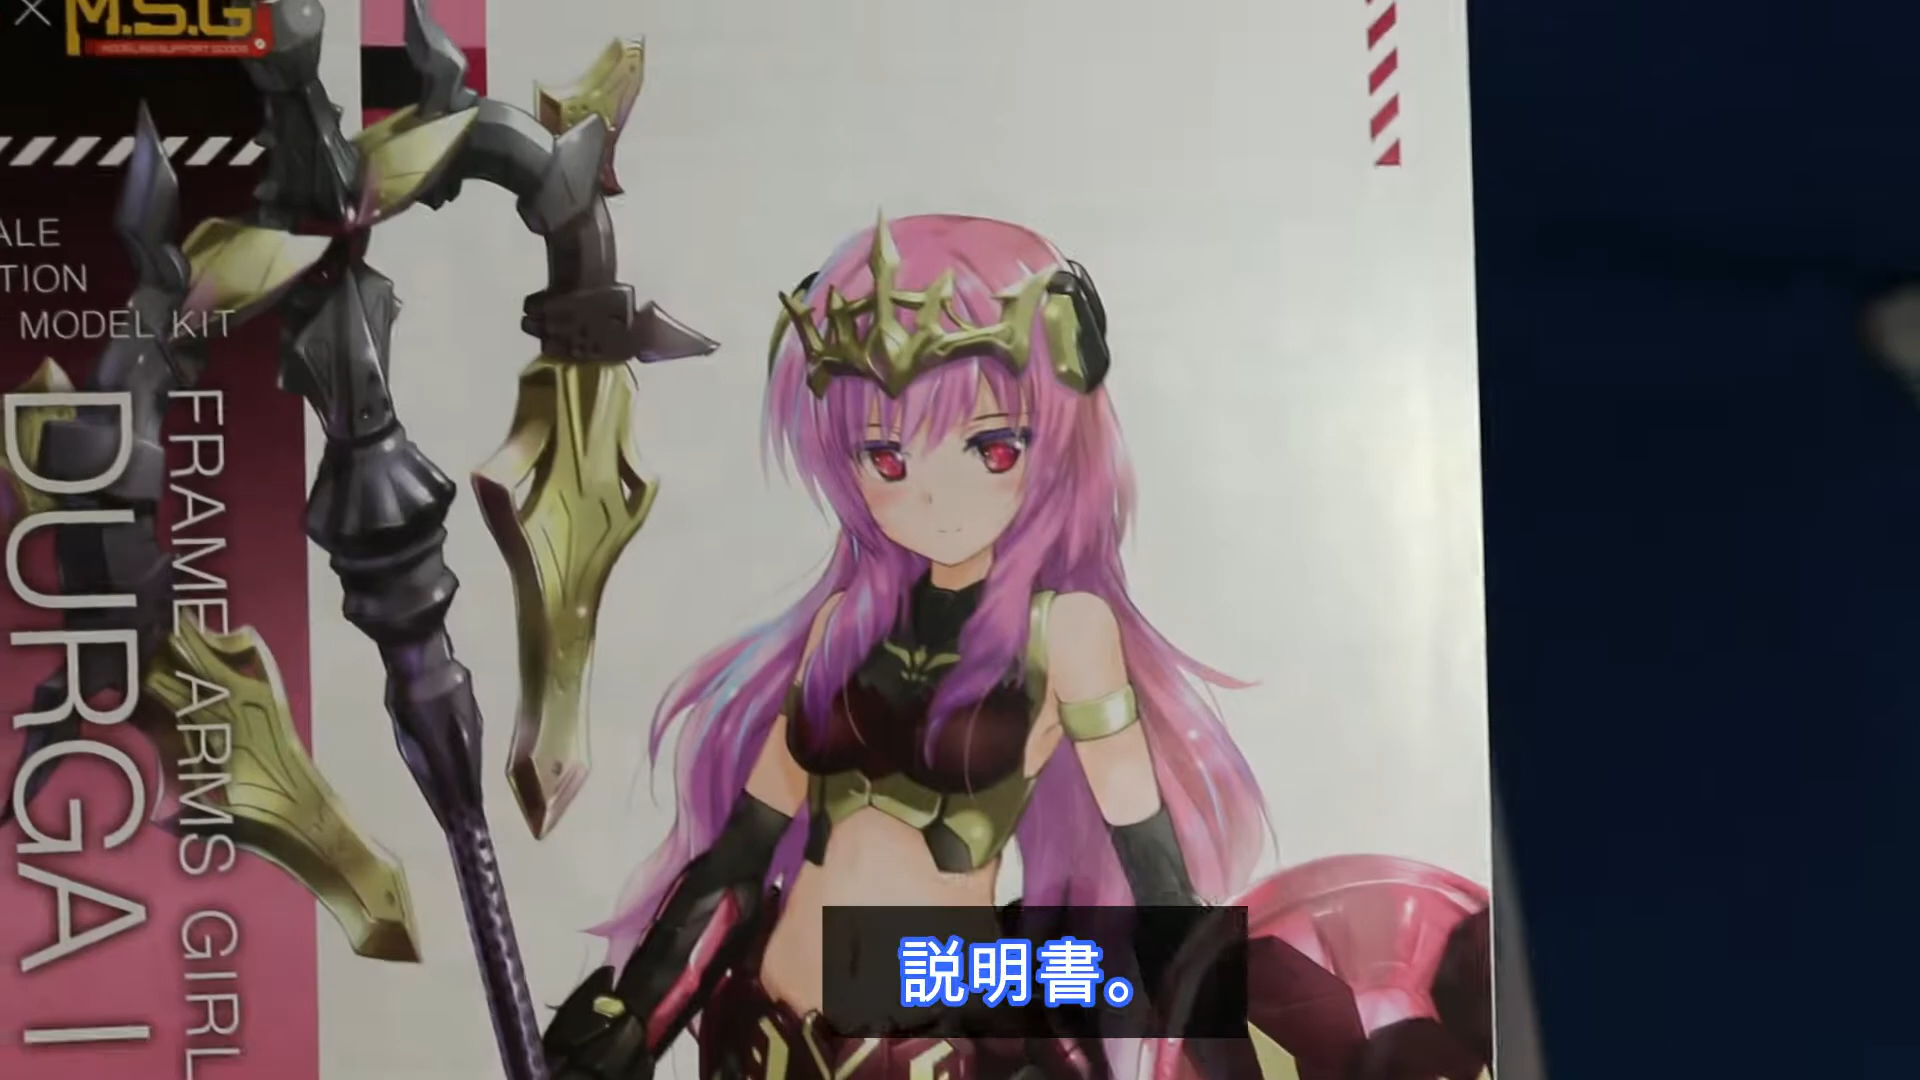 × M.S.G
MODELING SUPPORT GOODS
ALE
TION
MODEL KIT
FRAME ARMS GIRL
DURGA I
説明書。